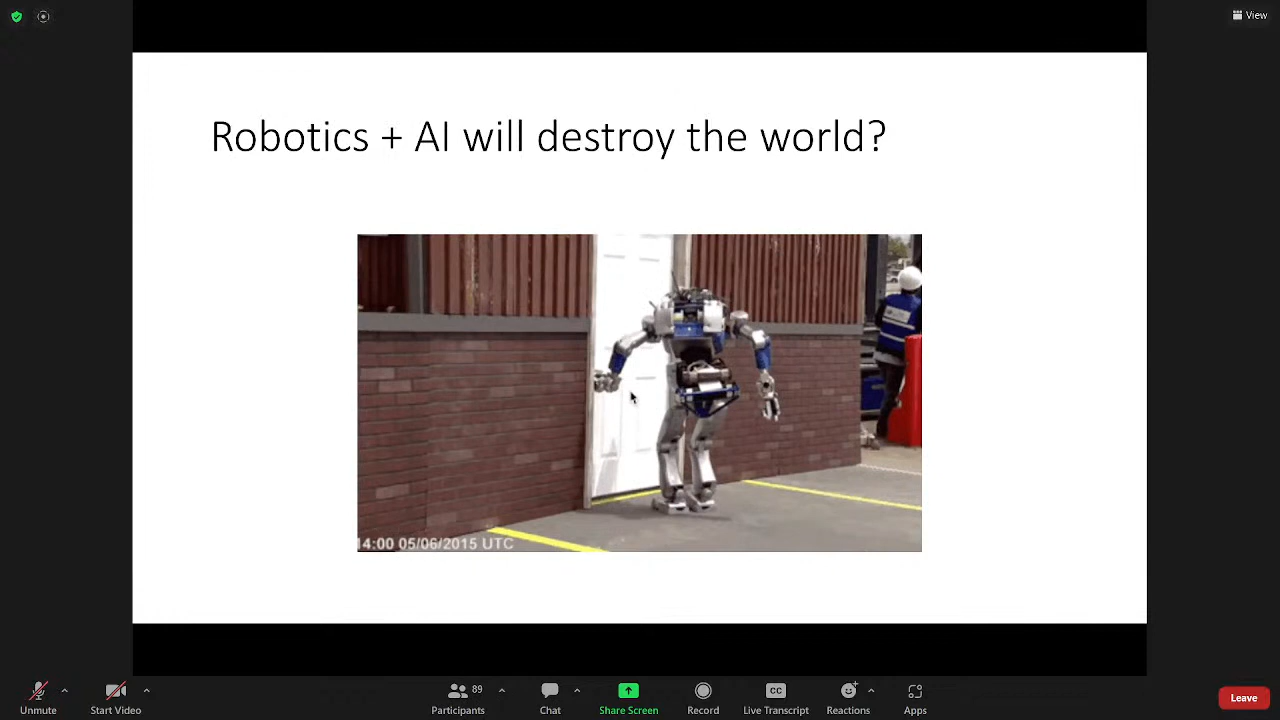 View
Robotics + AI will destroy the world?
14:00 05/06/2015 UTC
89
CC
Unmute
Start Video
Participants
Chat
Share Screen
Record
Live Transcript
Reactions
Apps
Leave